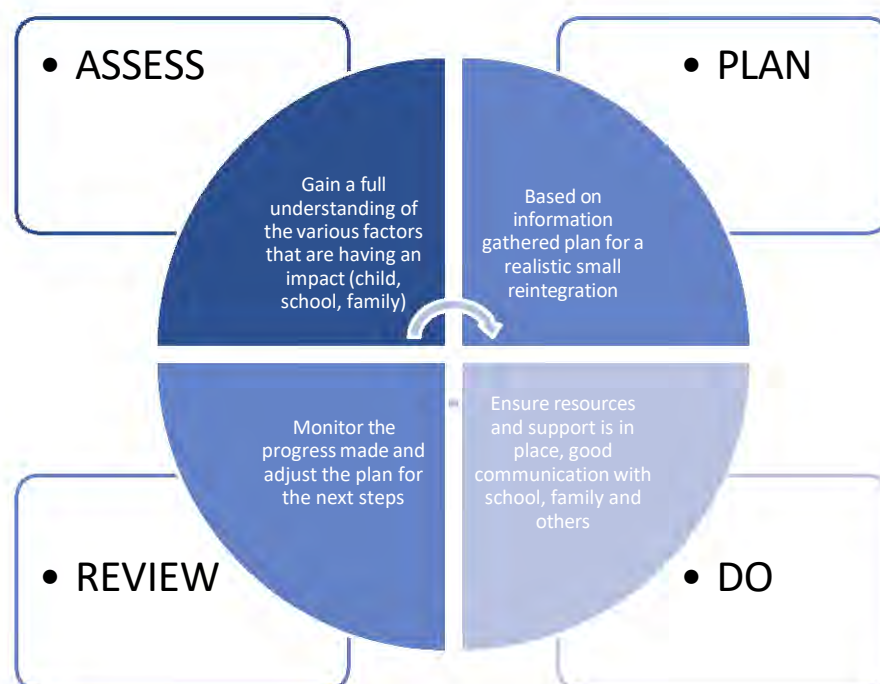 • ASSESS
Gain a full
understanding of
the various factors
that are having an
impact (child,
school, family)
• PLAN
Based on
information
gathered plan for a
realistic small
reintegration
Monitor the
progress made and
adjust the plan for
the next steps
• REVIEW
Ensure resources
and support is in
place, good
communication with
school, family and
others
• DO